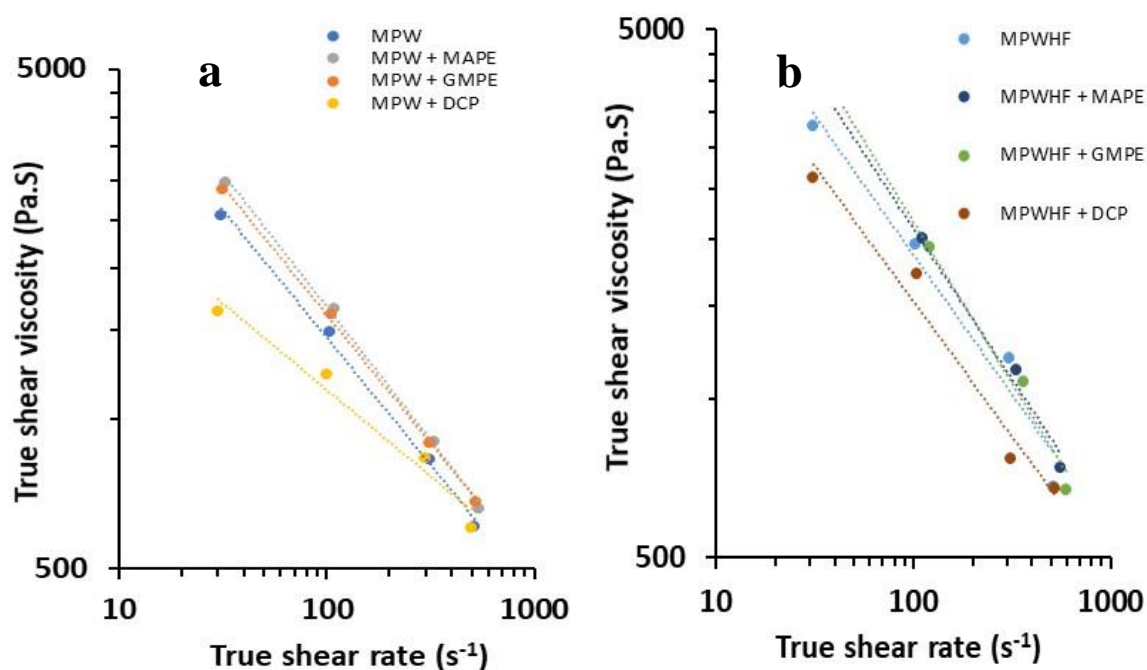 a
MPW
MPW + MAPE
MPW + GMPE
MPW + DCP
5000
500
True shear viscosity (Pa.S)
10
100
1000
True shear rate (s⁻¹)
b
MPWHF
MPWHF + MAPE
MPWHF + GMPE
MPWHF + DCP
5000
500
True shear viscosity (Pa.S)
10
100
1000
True shear rate (s⁻¹)